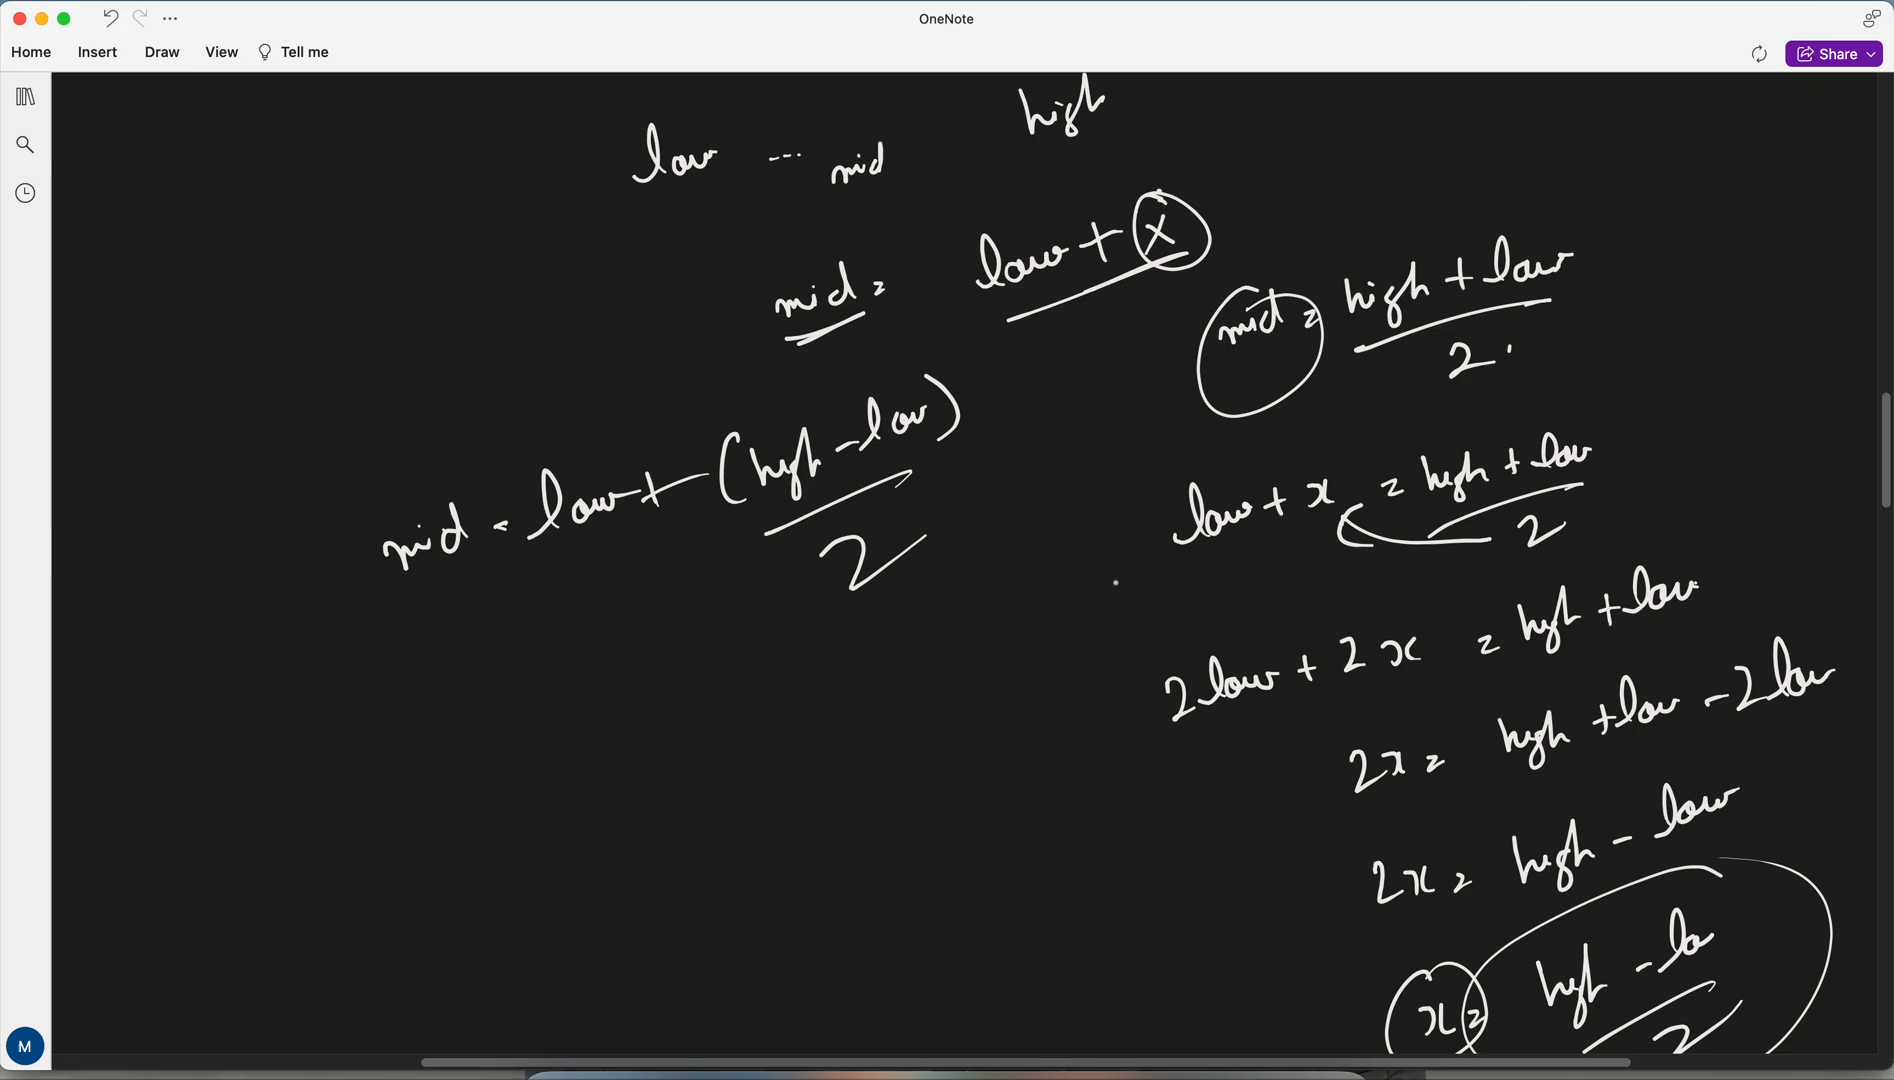 OneNote
Home Insert Draw View Tell me
Share
low --- mid high
mid = low + x
mid = high + low / 2
mid = low + (high - low) / 2
low + x = high + low / 2
2low + 2x = high + low
2x = high + low - 2low
2x = high - low
x = high - lo / 2
M